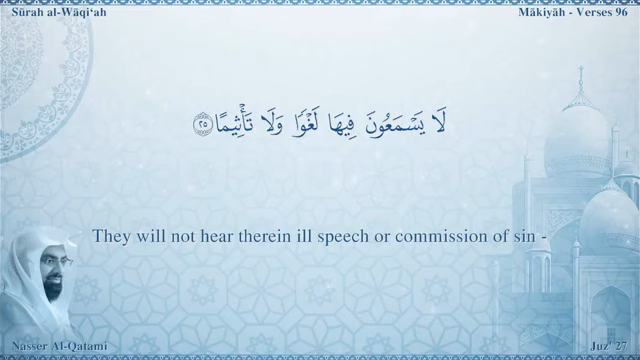 Sūrah al-Wāqi‘ah
Mākiyāh - Verses 96
لَا يَسْمَعُونَ فِيهَا لَغْوًا وَلَا تَأْثِيمًا ٢٥
They will not hear therein ill speech or commission of sin -
Nasser Al-Qatami
Juz' 27